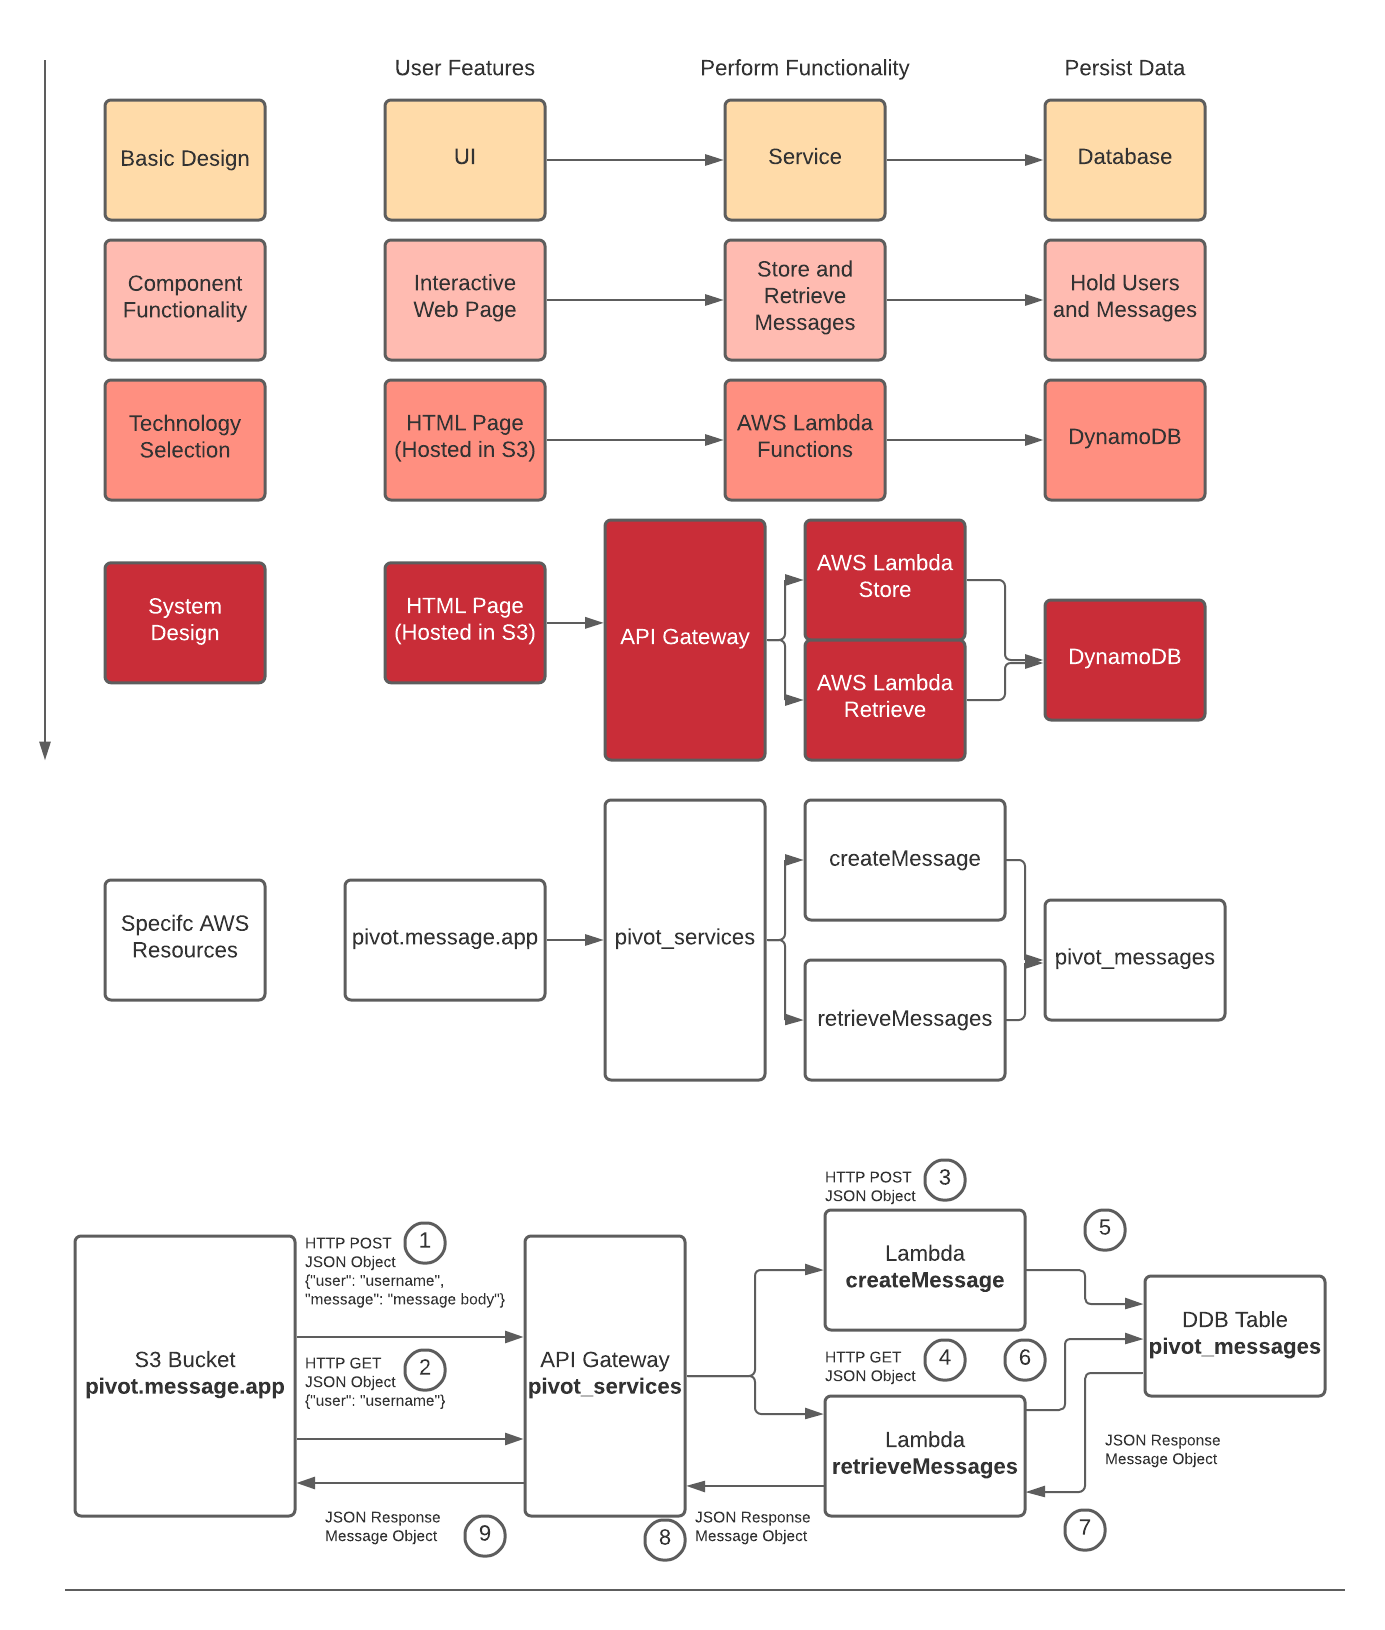 User Features
Perform Functionality
Persist Data
Basic Design
UI
Service
Database
Component
Functionality
Interactive
Web Page
Store and
Retrieve
Messages
Hold Users
and Messages
Technology
Selection
HTML Page
(Hosted in S3)
AWS Lambda
Functions
DynamoDB
System
Design
HTML Page
(Hosted in S3)
API Gateway
AWS Lambda
Store
AWS Lambda
Retrieve
DynamoDB
Specifc AWS
Resources
pivot.message.app
pivot_services
createMessage
retrieveMessages
pivot_messages
S3 Bucket
pivot.message.app
HTTP POST
JSON Object
{"user": "username",
"message": "message body"}
1
HTTP GET
JSON Object
{"user": "username"}
2
API Gateway
pivot_services
HTTP POST
JSON Object
3
Lambda
createMessage
HTTP GET
JSON Object
4
Lambda
retrieveMessages
5
6
DDB Table
pivot_messages
JSON Response
Message Object
7
JSON Response
Message Object
8
JSON Response
Message Object
9